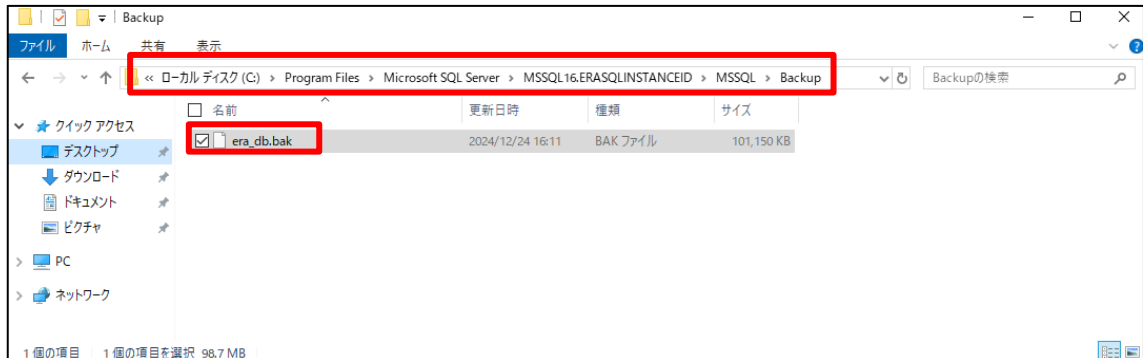 Backup
ファイル ホーム 共有 表示
« ローカル ディスク (C:) > Program Files > Microsoft SQL Server > MSSQL16.ERASQLINSTANCEID > MSSQL > Backup
Backupの検索
名前 更新日時 種類 サイズ
クイック アクセス
era_db.bak 2024/12/24 16:11 BAK ファイル 101,150 KB
デスクトップ
ダウンロード
ドキュメント
ピクチャ
PC
ネットワーク
1 個の項目 1 個の項目を選択 98.7 MB